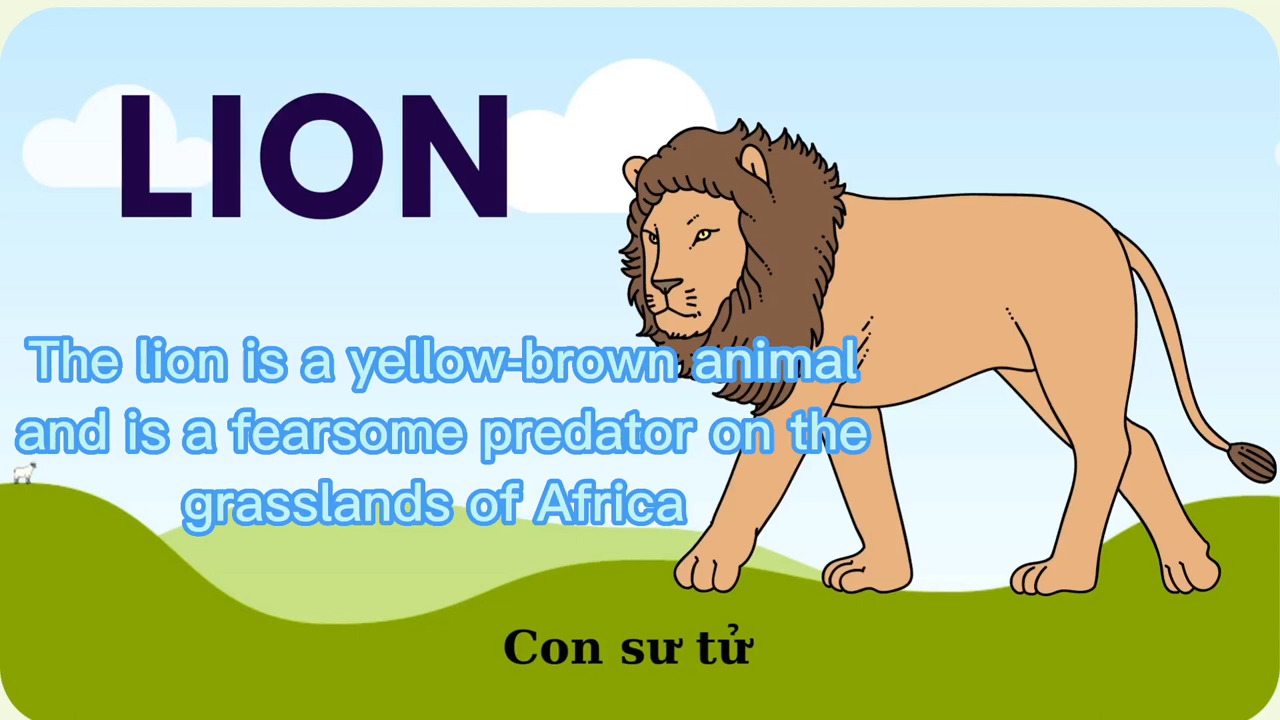 LION
The lion is a yellow-brown animal
and is a fearsome predator on the
grasslands of Africa
Con sư tử